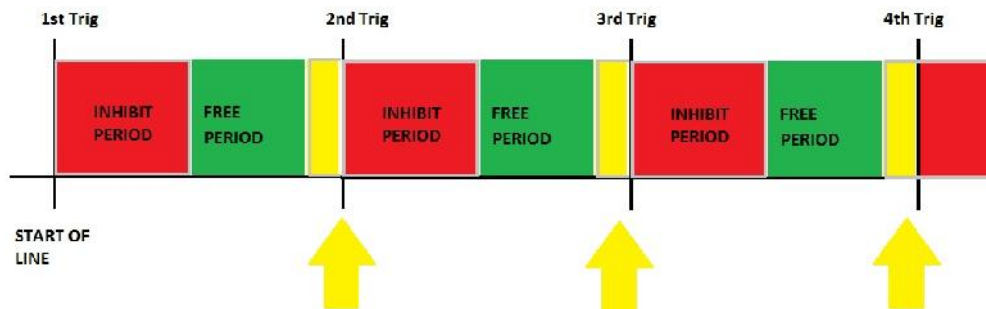 1st Trig 2nd Trig 3rd Trig 4th Trig
INHIBIT PERIOD
FREE PERIOD
INHIBIT PERIOD
FREE PERIOD
INHIBIT PERIOD
FREE PERIOD
START OF
LINE